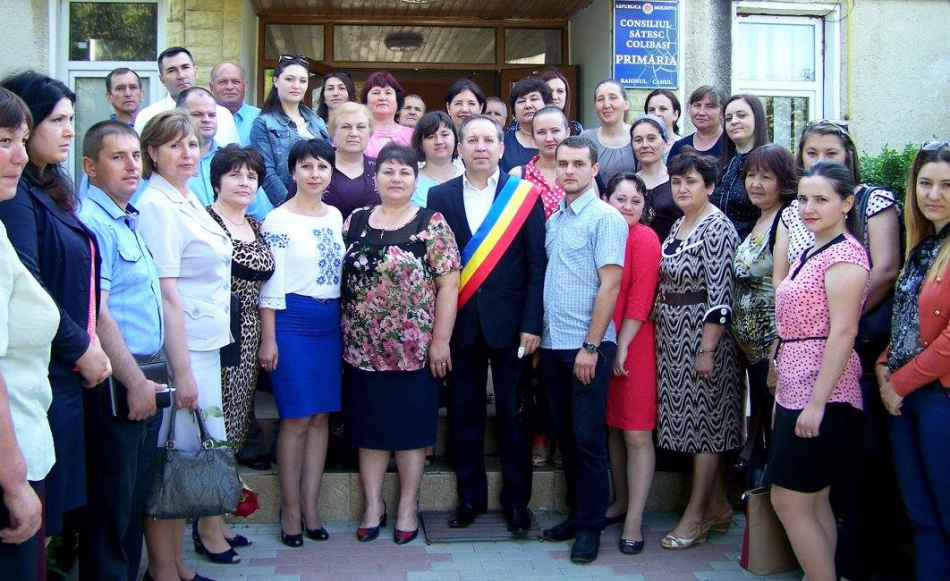 REPUBLICA MOLDOVA
CONSILIUL
SĂTESC
COLIBAȘI
PRIMĂRIA
RAIONUL CAHUL